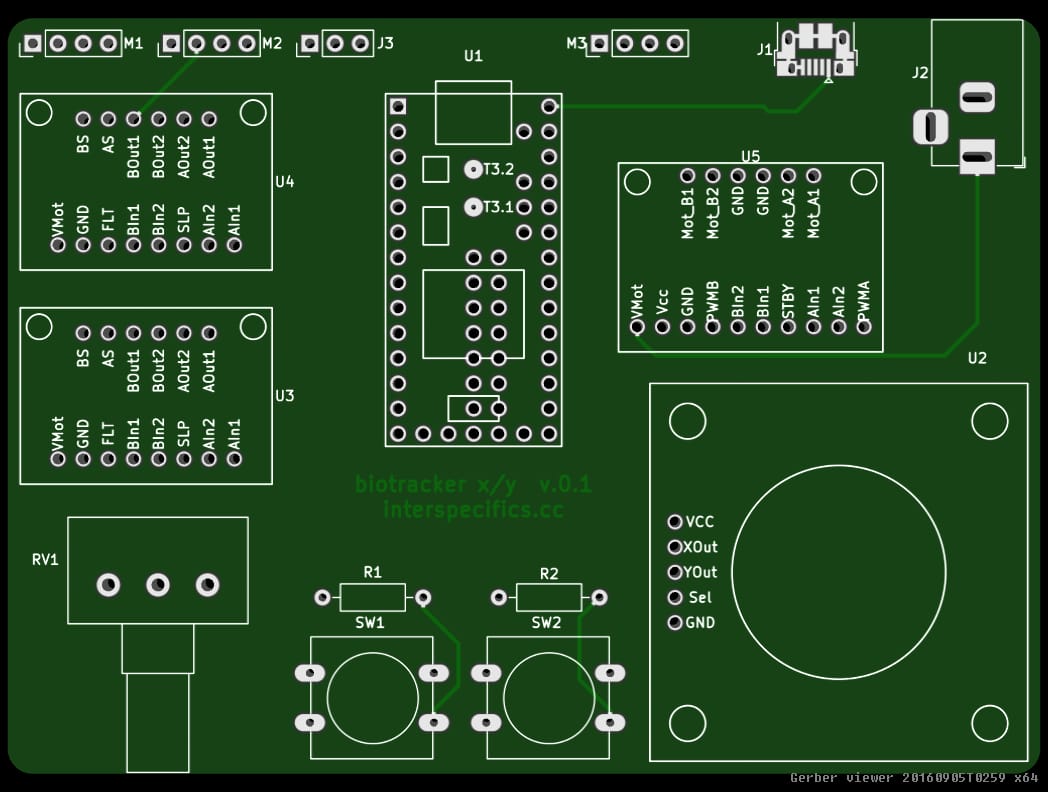 M1
M2
J3
U1
M3
J1
J2
BS
AS
BOut1
BOut2
AOut2
AOut1
U4
VMot
GND
FLT
BIn1
BIn2
SLP
AIn2
AIn1
T3.2
T3.1
U5
Mot_B1
Mot_B2
GND
GND
Mot_A2
Mot_A1
VMot
Vcc
GND
PWMB
BIn2
BIn1
STBY
AIn1
AIn2
PWMA
BS
AS
BOut1
BOut2
AOut2
AOut1
U3
VMot
GND
FLT
BIn1
BIn2
SLP
AIn2
AIn1
U2
biotracker x/y v.0.1
interspecifics.cc
VCC
XOut
YOut
Sel
GND
RV1
R1
R2
SW1
SW2
Gerber viewer 20160905T0259 x64